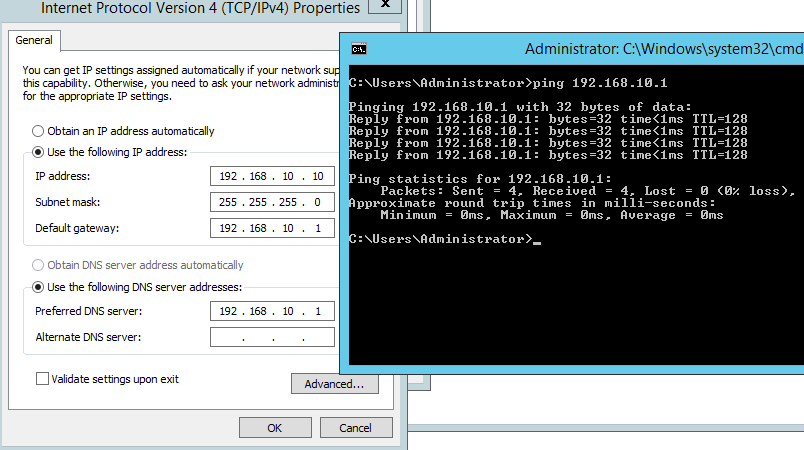 Internet Protocol Version 4 (TCP/IPv4) Properties
x
General
You can get IP settings assigned automatically if your network sup
this capability. Otherwise, you need to ask your network administr
for the appropriate IP settings.
Obtain an IP address automatically
Use the following IP address:
IP address: 192 . 168 . 10 . 10
Subnet mask: 255 . 255 . 255 . 0
Default gateway: 192 . 168 . 10 . 1
Obtain DNS server address automatically
Use the following DNS server addresses:
Preferred DNS server: 192 . 168 . 10 . 1
Alternate DNS server: . . .
Validate settings upon exit
Advanced...
OK Cancel
C:\.
Administrator: C:\Windows\system32\cmd
C:\Users\Administrator>ping 192.168.10.1
Pinging 192.168.10.1 with 32 bytes of data:
Reply from 192.168.10.1: bytes=32 time<1ms TTL=128
Reply from 192.168.10.1: bytes=32 time<1ms TTL=128
Reply from 192.168.10.1: bytes=32 time<1ms TTL=128
Reply from 192.168.10.1: bytes=32 time<1ms TTL=128
Ping statistics for 192.168.10.1:
Packets: Sent = 4, Received = 4, Lost = 0 (0% loss),
Approximate round trip times in milli-seconds:
Minimum = 0ms, Maximum = 0ms, Average = 0ms
C:\Users\Administrator>_